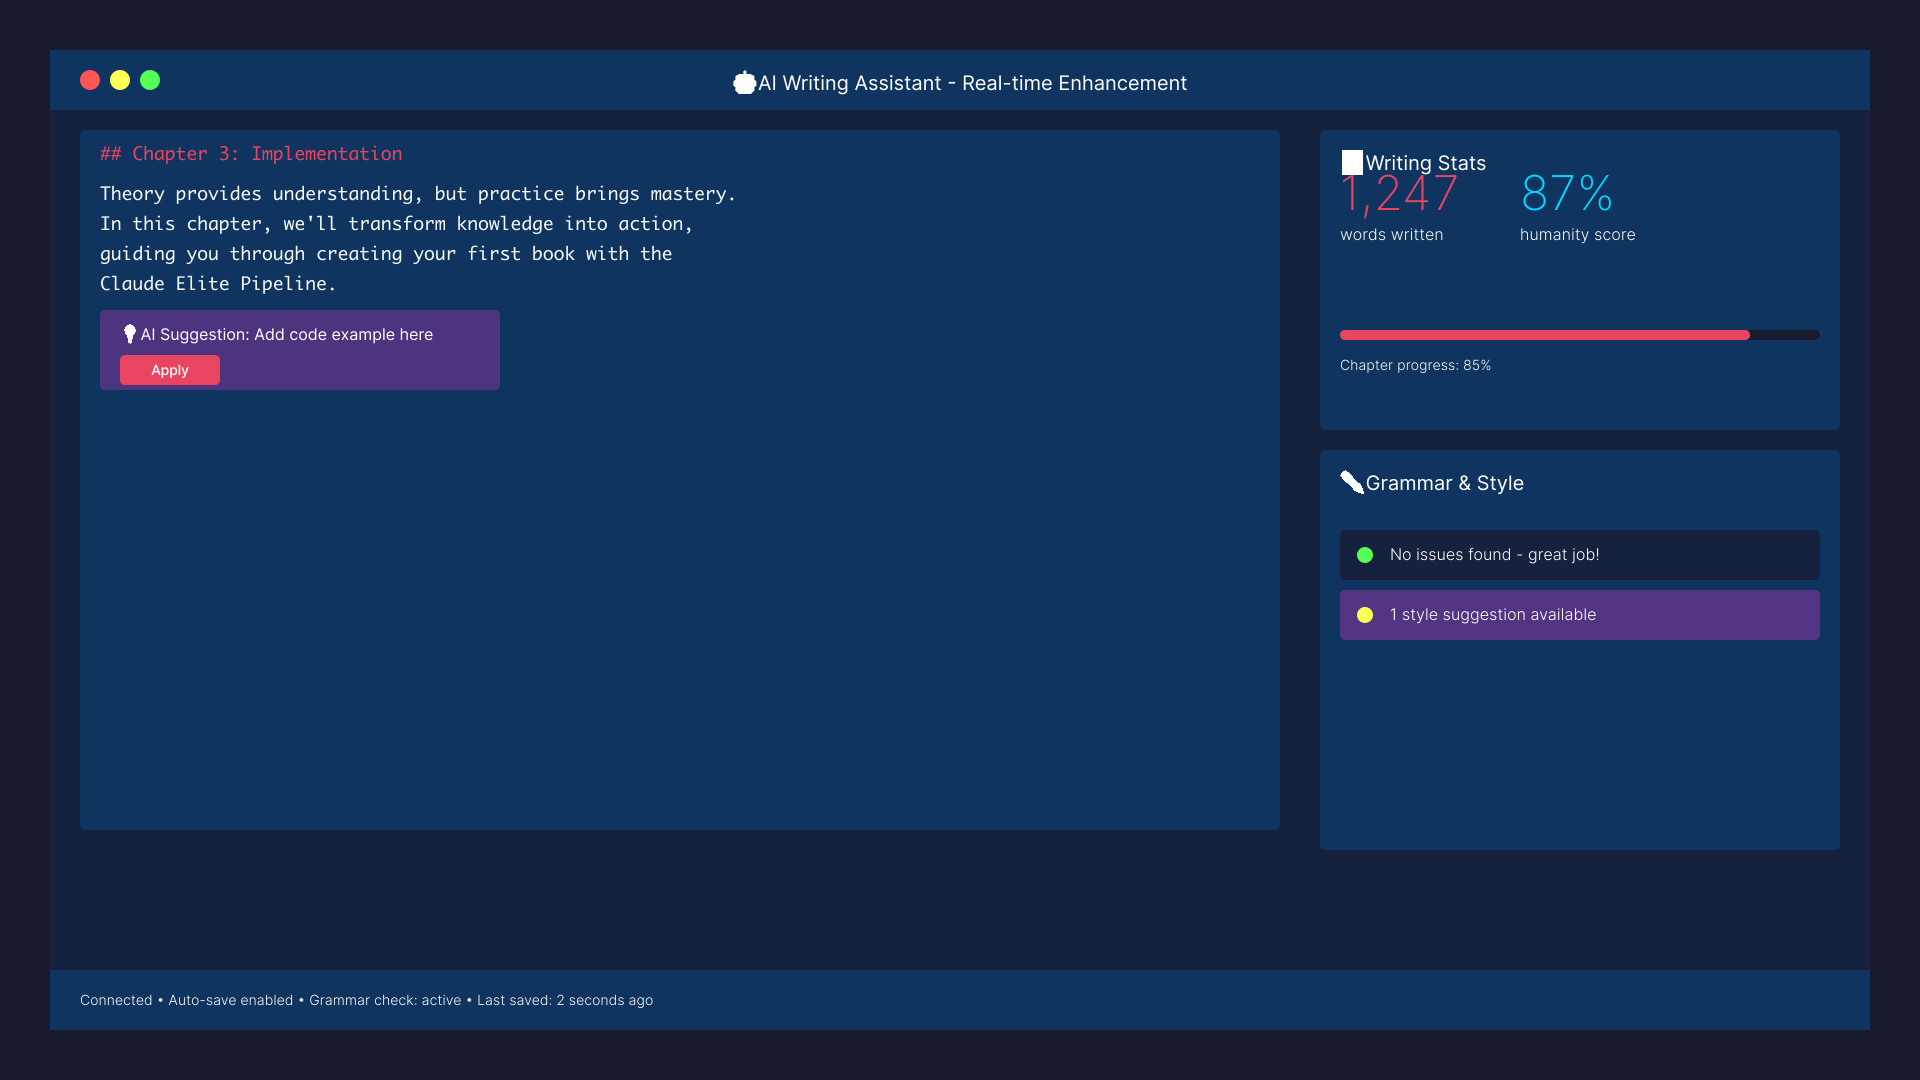 AI Writing Assistant - Real-time Enhancement
## Chapter 3: Implementation
Theory provides understanding, but practice brings mastery.
In this chapter, we'll transform knowledge into action,
guiding you through creating your first book with the
Claude Elite Pipeline.
AI Suggestion: Add code example here
Apply
Writing Stats
1,247
words written
87%
humanity score
Chapter progress: 85%
Grammar & Style
No issues found - great job!
1 style suggestion available
Connected • Auto-save enabled • Grammar check: active • Last saved: 2 seconds ago